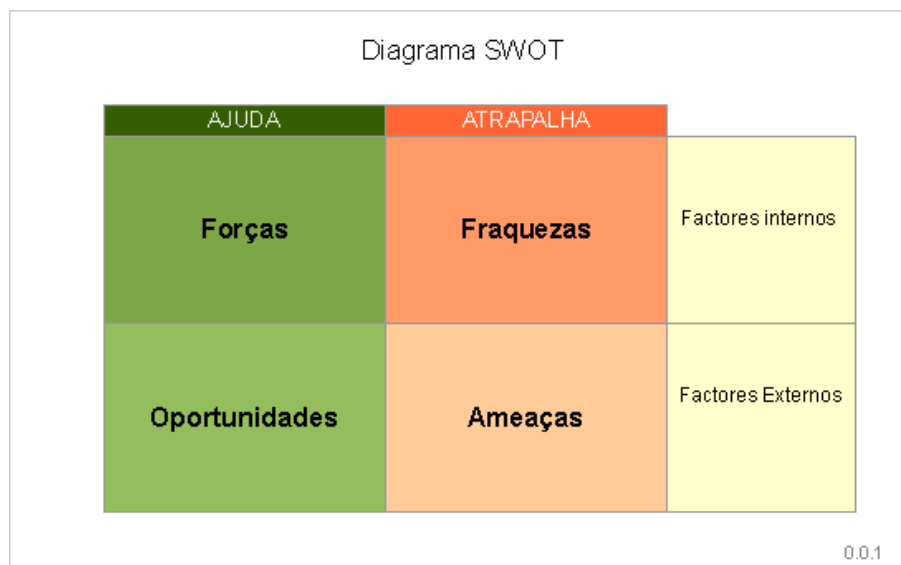 Diagrama SWOT
AJUDA
ATRAPALHA
Forças
Fraquezas
Factores internos
Oportunidades
Ameaças
Factores Externos
0.0.1